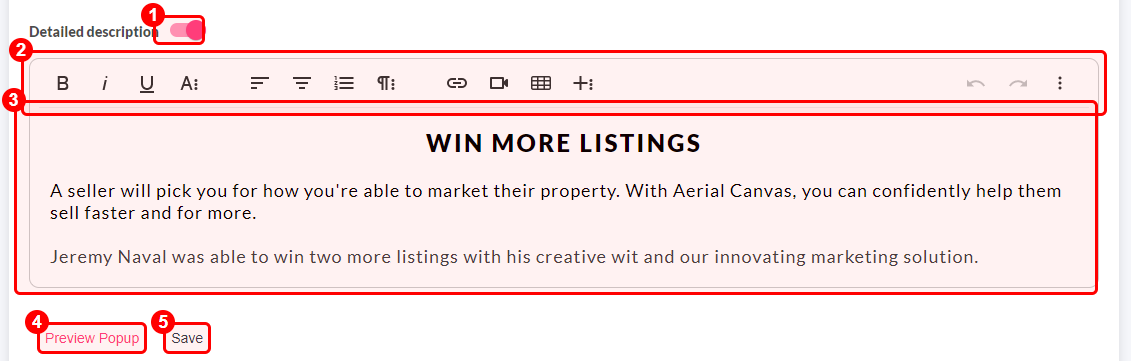 1
Detailed description
2
B i U A
3
WIN MORE LISTINGS
A seller will pick you for how you're able to market their property. With Aerial Canvas, you can confidently help them
sell faster and for more.
Jeremy Naval was able to win two more listings with his creative wit and our innovating marketing solution.
4 5
Preview Popup Save